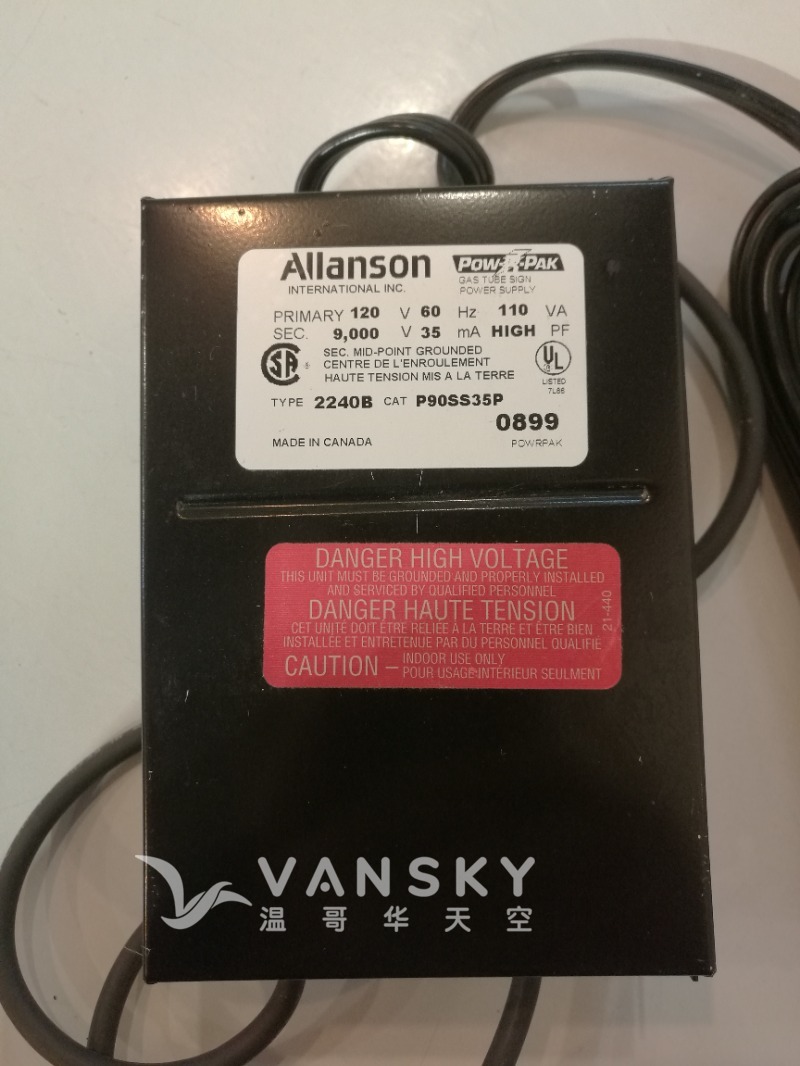 Allanson POW-R-PAK
INTERNATIONAL INC. GAS TUBE SIGN
POWER SUPPLY
PRIMARY 120 V 60 Hz 110 VA
SEC. 9,000 V 35 mA HIGH PF
SA ® SEC. MID-POINT GROUNDED UL
CENTRE DE L'ENROULEMENT
HAUTE TENSION MIS A LA TERRE LISTED
7L86
TYPE 2240B CAT P90SS35P
0899
MADE IN CANADA POWRPAK
DANGER HIGH VOLTAGE
THIS UNIT MUST BE GROUNDED AND PROPERLY INSTALLED
AND SERVICED BY QUALIFIED PERSONNEL
DANGER HAUTE TENSION
CET UNITÉ DOIT ÊTRE RELIÉE À LA TERRE ET ÊTRE BIEN
INSTALLÉE ET ENTRETENUE PAR DU PERSONNEL QUALIFIÉ
21-440
CAUTION – INDOOR USE ONLY
POUR USAGE INTÉRIEUR SEULMENT
VANSKY
温哥华天空